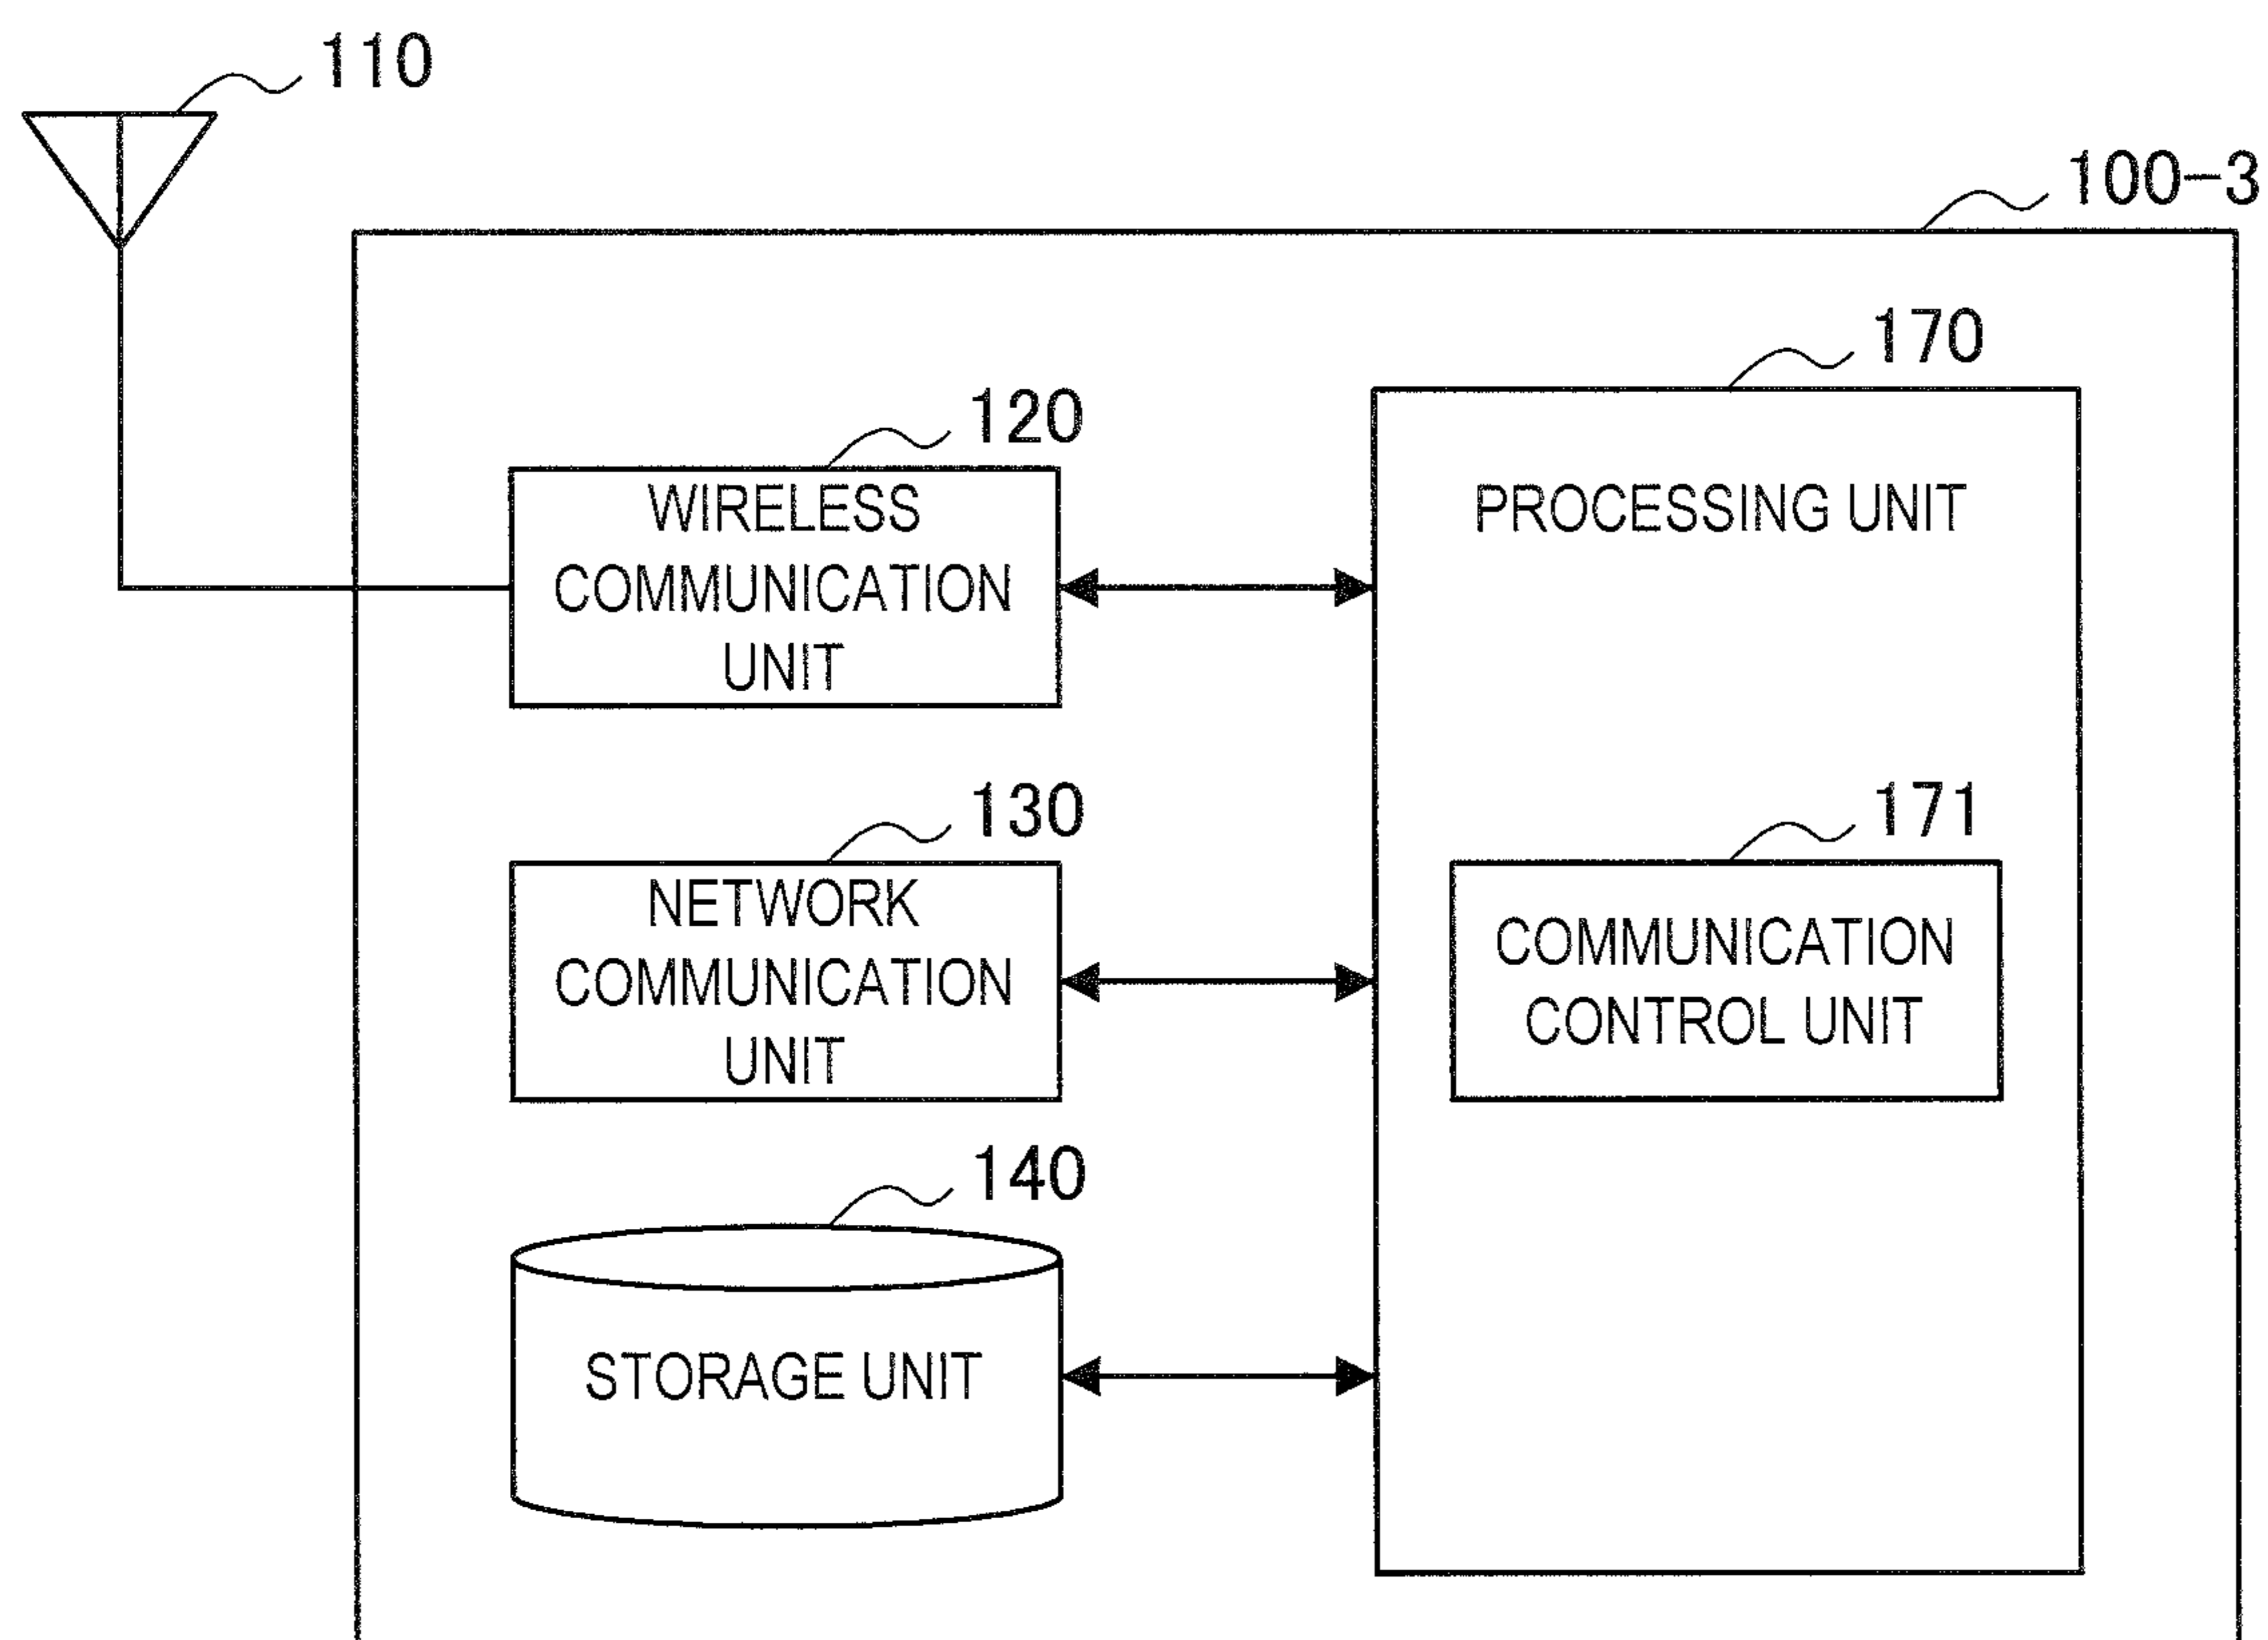 110
100-3
170
120
WIRELESS
COMMUNICATION
UNIT
PROCESSING UNIT
130
NETWORK
COMMUNICATION
UNIT
171
COMMUNICATION
CONTROL UNIT
140
STORAGE UNIT